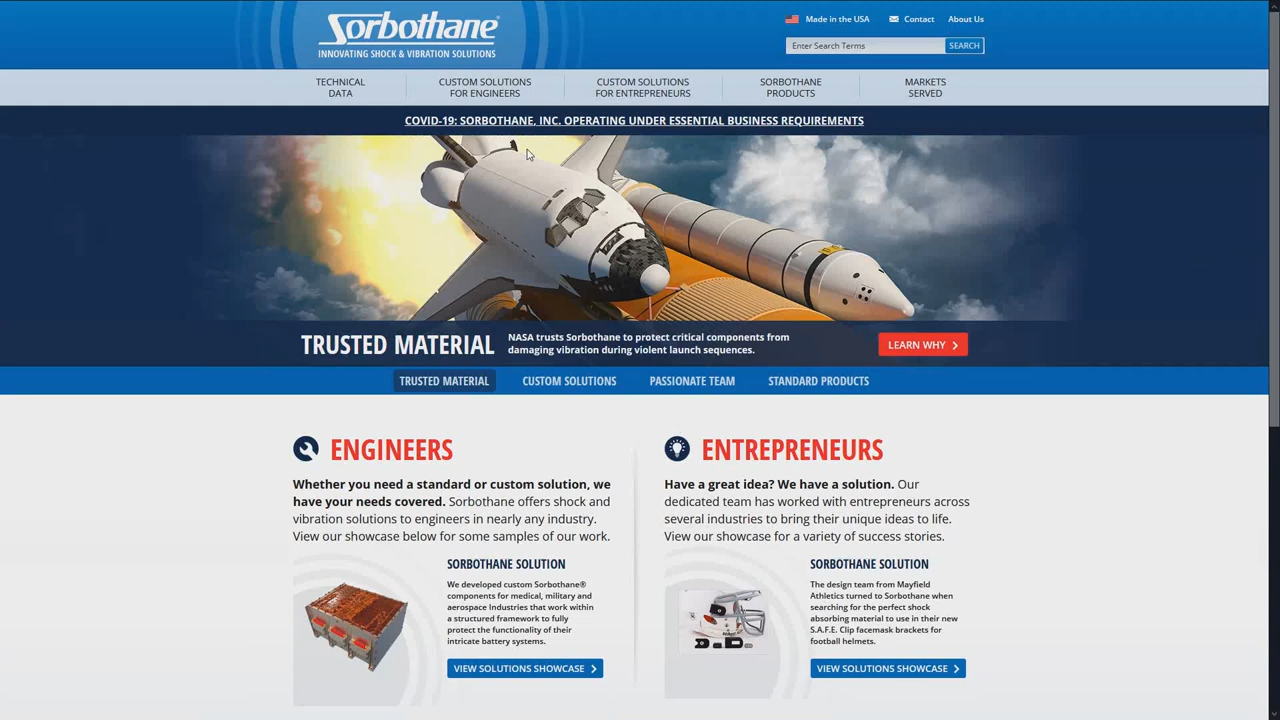 Sorbothane®
INNOVATING SHOCK & VIBRATION SOLUTIONS
Made in the USA
Contact
About Us
Enter Search Terms
SEARCH
TECHNICAL
DATA
CUSTOM SOLUTIONS
FOR ENGINEERS
CUSTOM SOLUTIONS
FOR ENTREPRENEURS
SORBOTHANE
PRODUCTS
MARKETS
SERVED
COVID-19: SORBOTHANE, INC. OPERATING UNDER ESSENTIAL BUSINESS REQUIREMENTS
TRUSTED MATERIAL
NASA trusts Sorbothane to protect critical components from
damaging vibration during violent launch sequences.
LEARN WHY
TRUSTED MATERIAL
CUSTOM SOLUTIONS
PASSIONATE TEAM
STANDARD PRODUCTS
ENGINEERS
Whether you need a standard or custom solution, we
have your needs covered. Sorbothane offers shock and
vibration solutions to engineers in nearly any industry.
View our showcase below for some samples of our work.
SORBOTHANE SOLUTION
We developed custom Sorbothane®
components for medical, military and
aerospace Industries that work within
a structured framework to fully
protect the functionality of their
intricate battery systems.
VIEW SOLUTIONS SHOWCASE
ENTREPRENEURS
Have a great idea? We have a solution. Our
dedicated team has worked with entrepreneurs across
several industries to bring their unique ideas to life.
View our showcase for a variety of success stories.
SORBOTHANE SOLUTION
The design team from Mayfield
Athletics turned to Sorbothane when
searching for the perfect shock
absorbing material to use in their new
S.A.F.E. Clip facemask brackets for
football helmets.
VIEW SOLUTIONS SHOWCASE